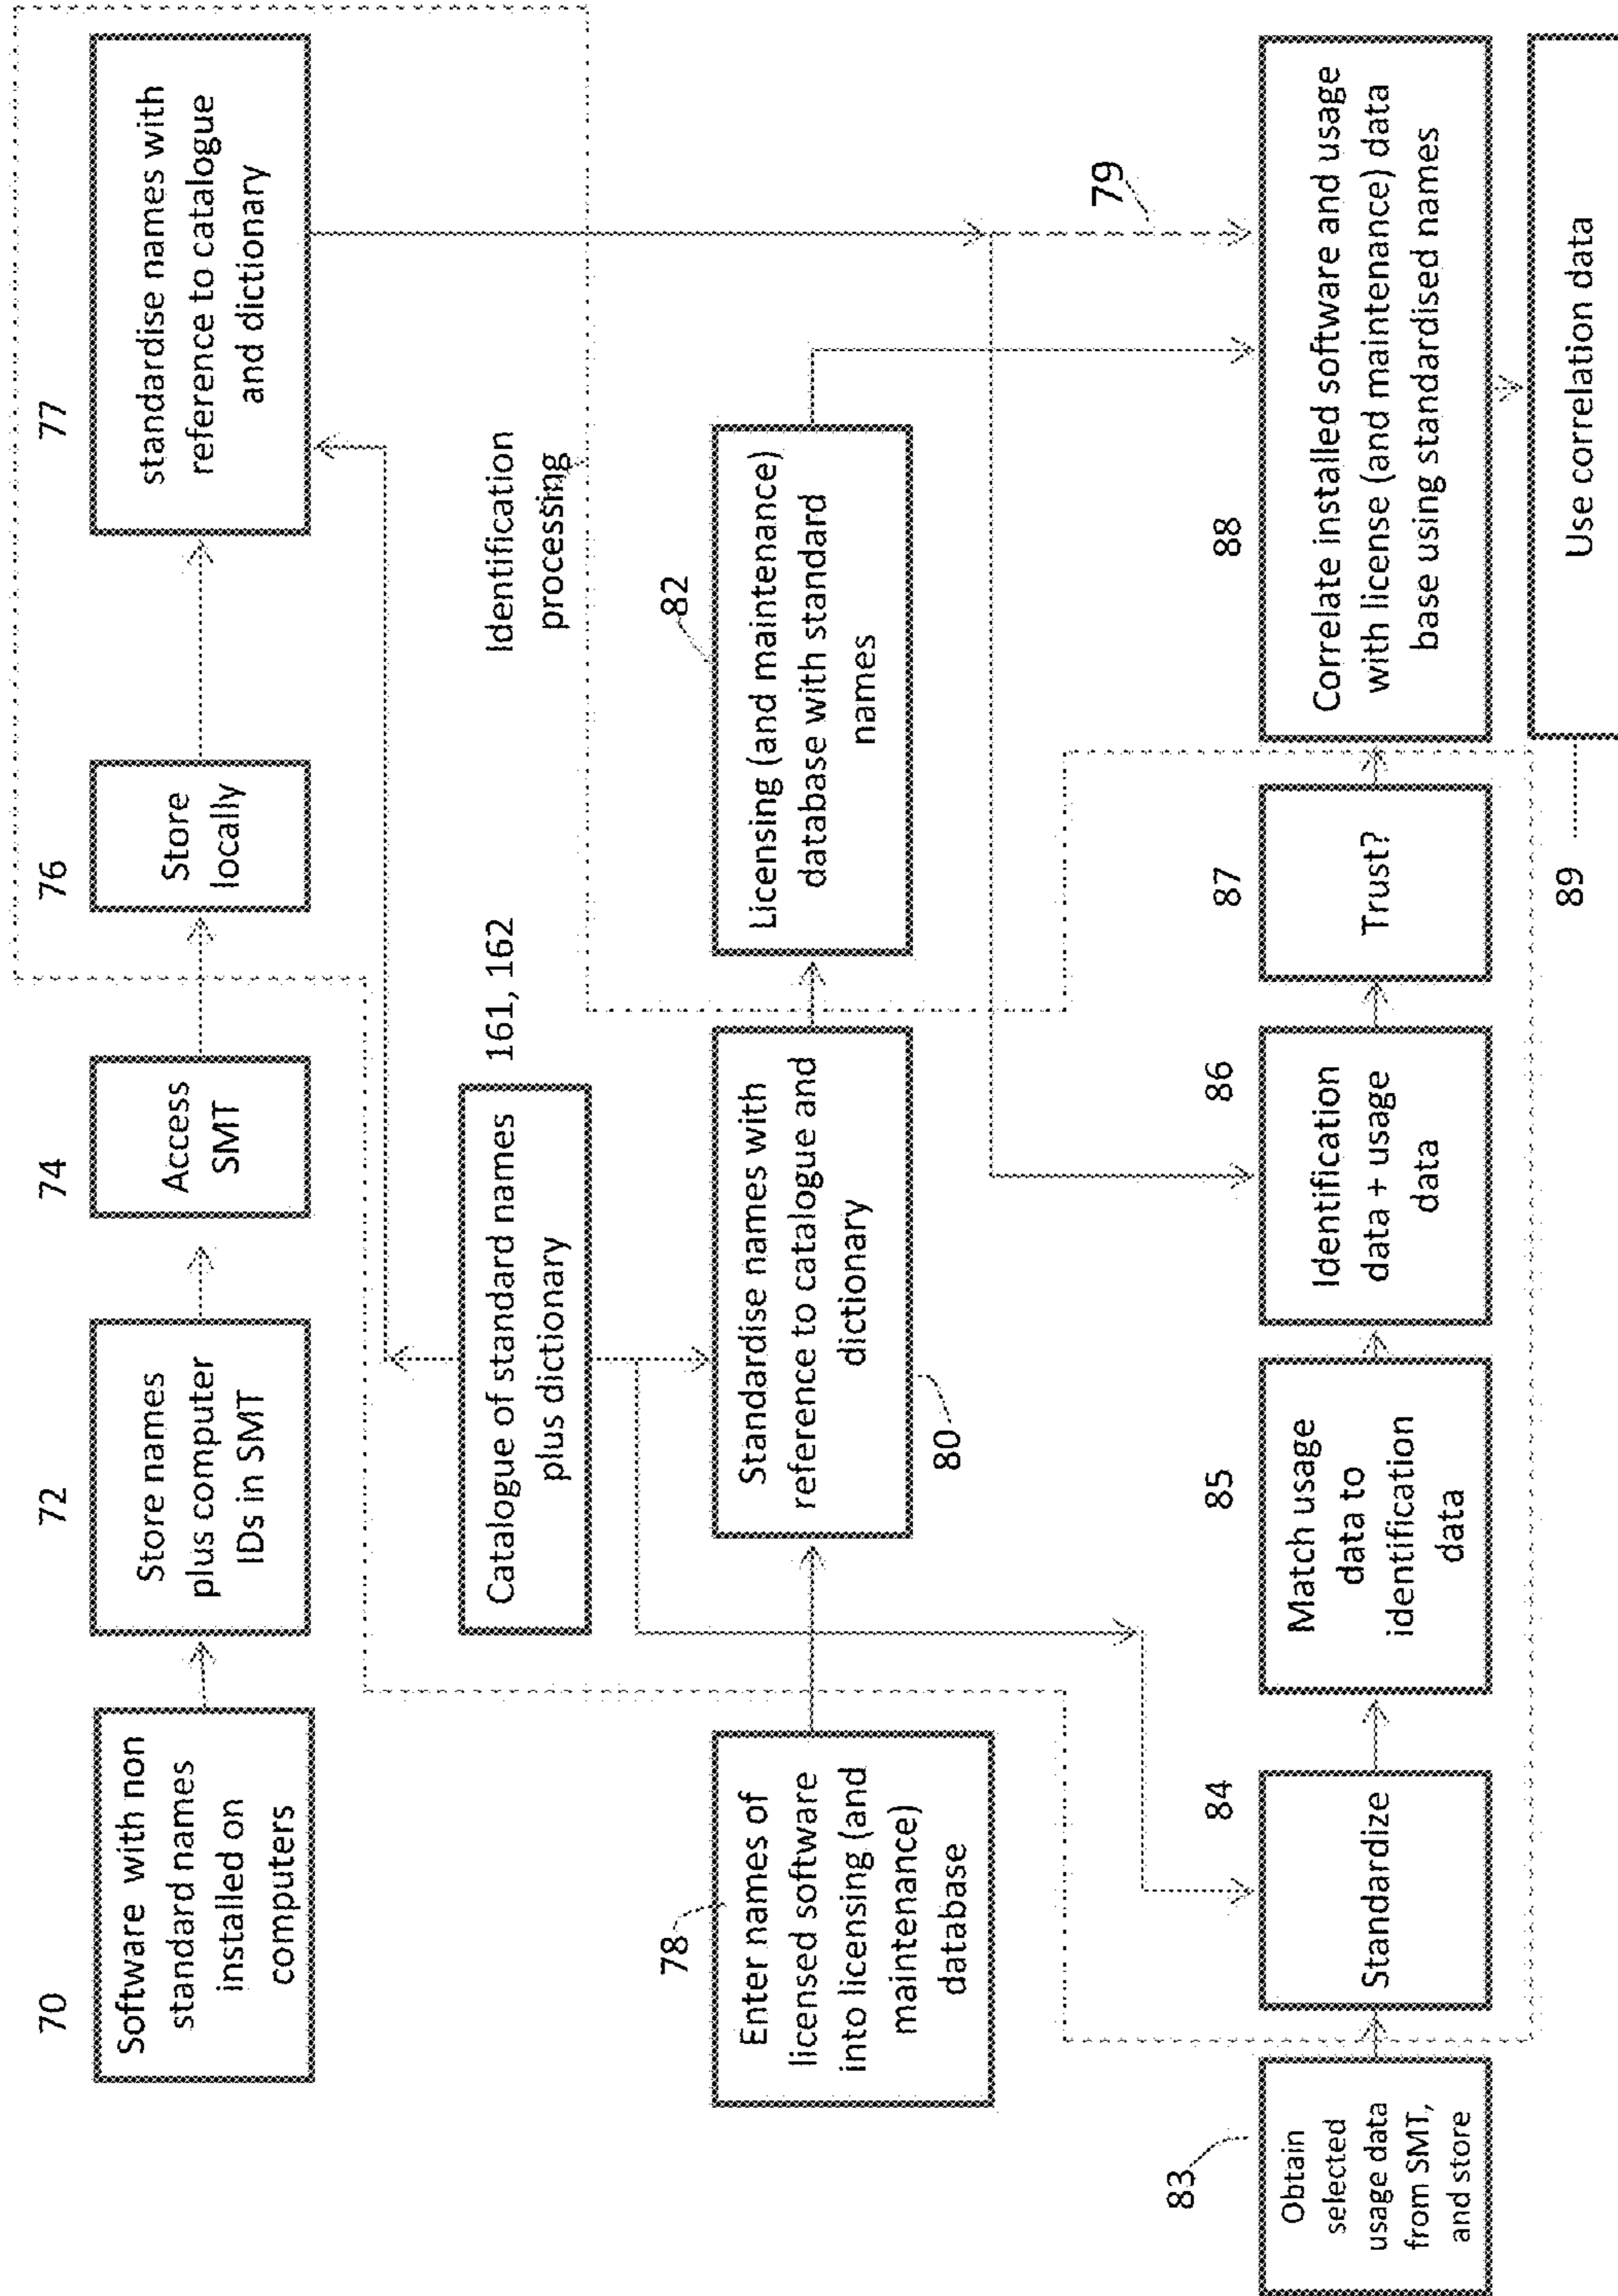 70
Software with non
standard names
installed on
computers
72
Store names
plus computer
IDs in SMT
74
Access
SMT
76
Store
locally
77
standardise names with
reference to catalogue
and dictionary
Catalogue of standard names
plus dictionary
161, 162
Identification
processing
78
Enter names of
licensed software
into licensing (and
maintenance)
database
Standardise names with
reference to catalogue and
dictionary
80
82
Licensing (and maintenance)
database with standard
names
79
83
Obtain
selected
usage data
from SMT,
and store
84
Standardize
85
Match usage
data to
identification
data
86
Identification
data + usage
data
87
Trust?
88
Correlate installed software and usage
with license (and maintenance) data
base using standardised names
89
Use correlation data